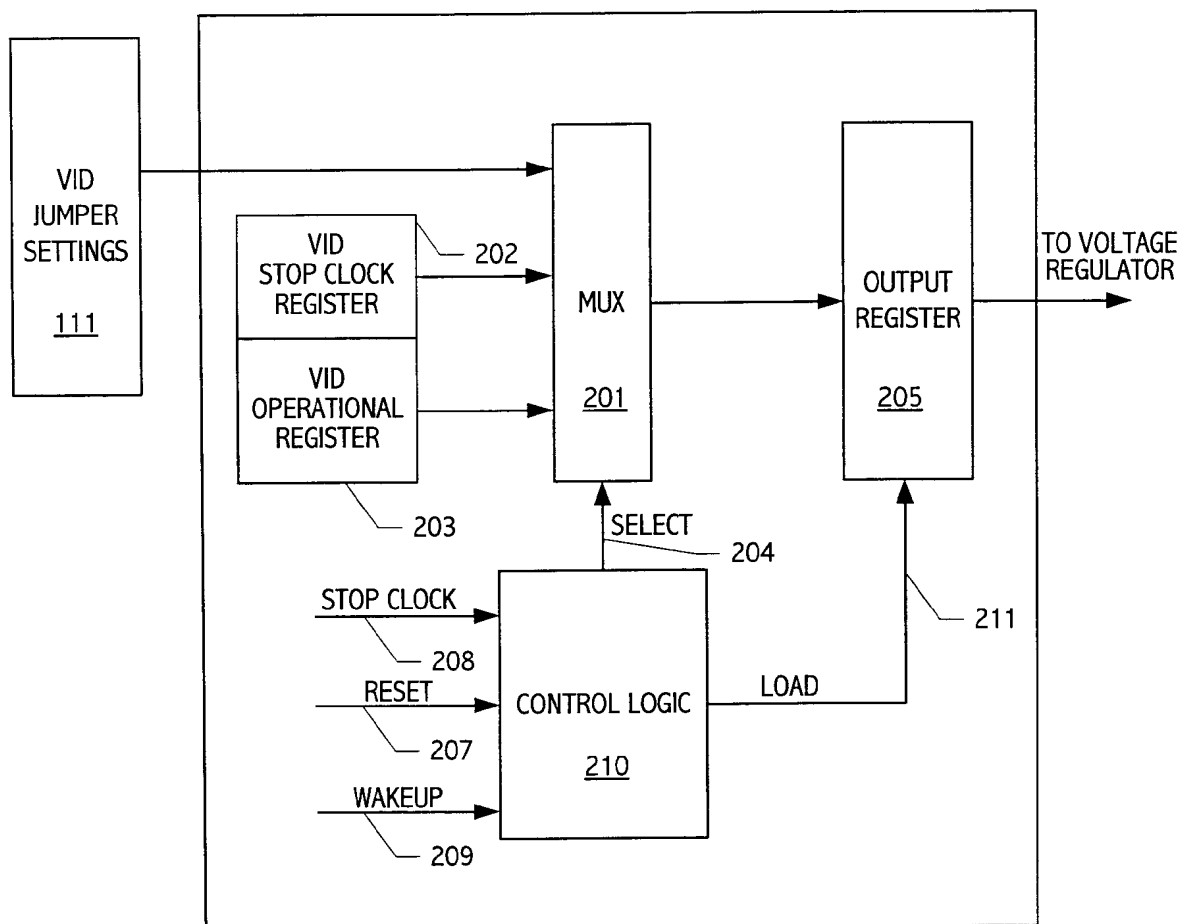 VID
JUMPER
SETTINGS
111
VID
STOP CLOCK
REGISTER
202
VID
OPERATIONAL
REGISTER
203
MUX
201
OUTPUT
REGISTER
205
TO VOLTAGE
REGULATOR
SELECT
204
STOP CLOCK
208
RESET
207
WAKEUP
209
CONTROL LOGIC
210
LOAD
211